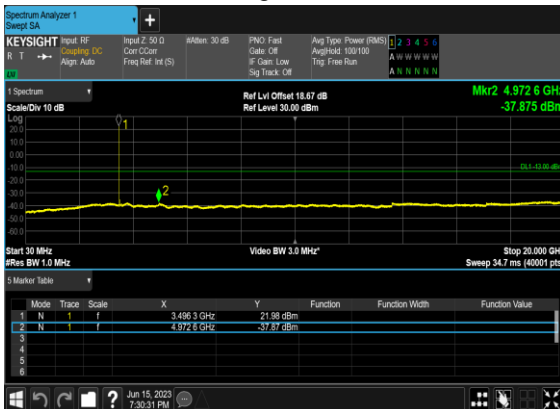 Spectrum Analyzer 1
Swept SA
+
KEYSIGHT Input: RF Input Z: 50 Ω #Atten: 30 dB PNO: Fast Avg Type: Power (RMS) 1 2 3 4 5 6
R T Coupling: DC Corr CCorr Gate: Off Avg|Hold: 100/100 A W W W W W
Align: Auto Freq Ref: Int (S) IF Gain: Low Trig: Free Run
Sig Track: Off A N N N N N
1 Spectrum Ref Lvl Offset 18.67 dB Mkr2 4.972 6 GHz
Scale/Div 10 dB Ref Level 30.00 dBm -37.875 dBm
Log
20.0
10.0
0.00
-10.0
-20.0
-30.0
-40.0
-50.0
-60.0
1
2
DL1 -13.00 dBm
Start 30 MHz Video BW 3.0 MHz* Stop 20.000 GHz
#Res BW 1.0 MHz Sweep 34.7 ms (40001 pts)
5 Marker Table
Mode Trace Scale X Y Function Function Width Function Value
1 N 1 f 3.496 3 GHz 21.98 dBm
2 N 1 f 4.972 6 GHz -37.87 dBm
3
4
5
6
? Jun 15, 2023
7:30:31 PM